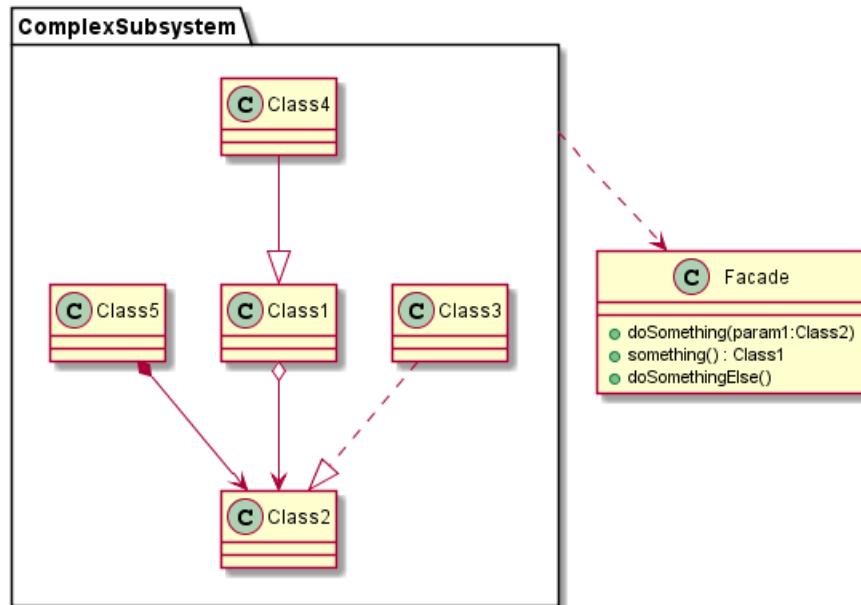 ComplexSubsystem
C Class4
C Class5
C Class1
C Class3
C Class2
C Facade
doSomething(param1:Class2)
something() : Class1
doSomethingElse()